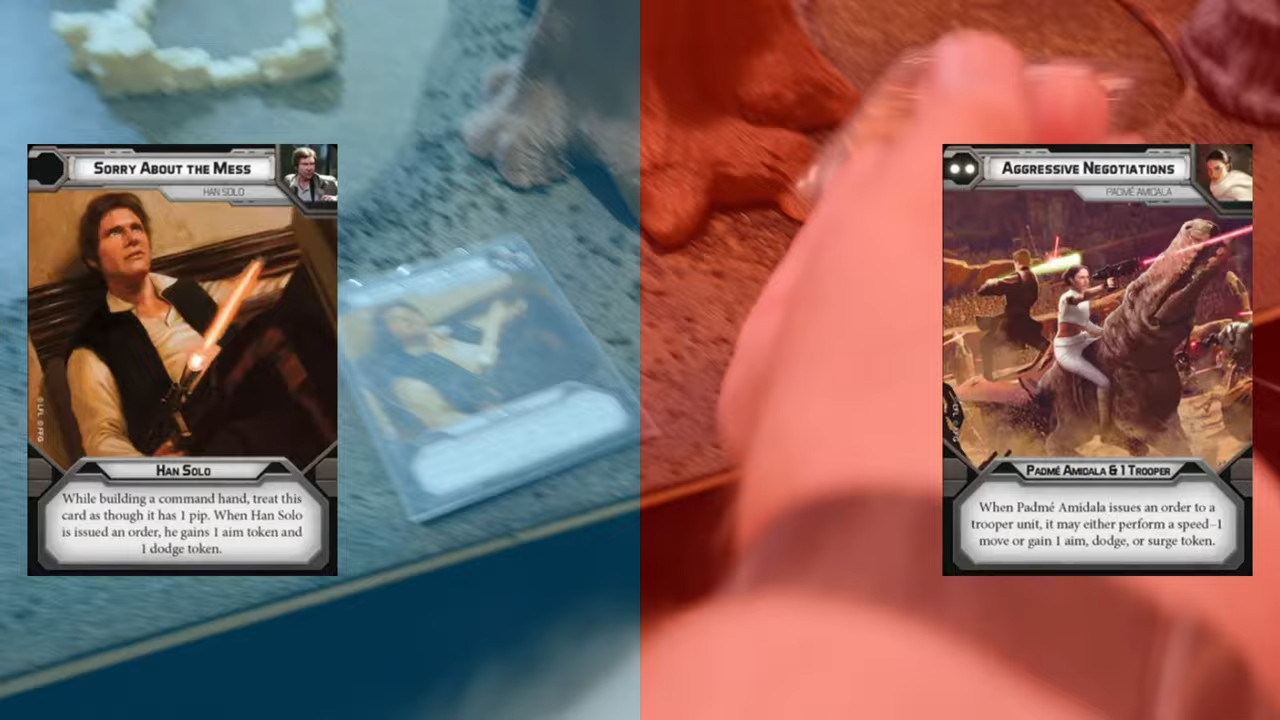 SORRY ABOUT THE MESS
HAN SOLO
HAN SOLO
While building a command hand, treat this
card as though it has 1 pip. When Han Solo
is issued an order, he gains 1 aim token and
1 dodge token.
AGGRESSIVE NEGOTIATIONS
PADMÉ AMIDALA
PADMÉ AMIDALA & 1 TROOPER
When Padmé Amidala issues an order to a
trooper unit, it may either perform a speed-1
move or gain 1 aim, dodge, or surge token.